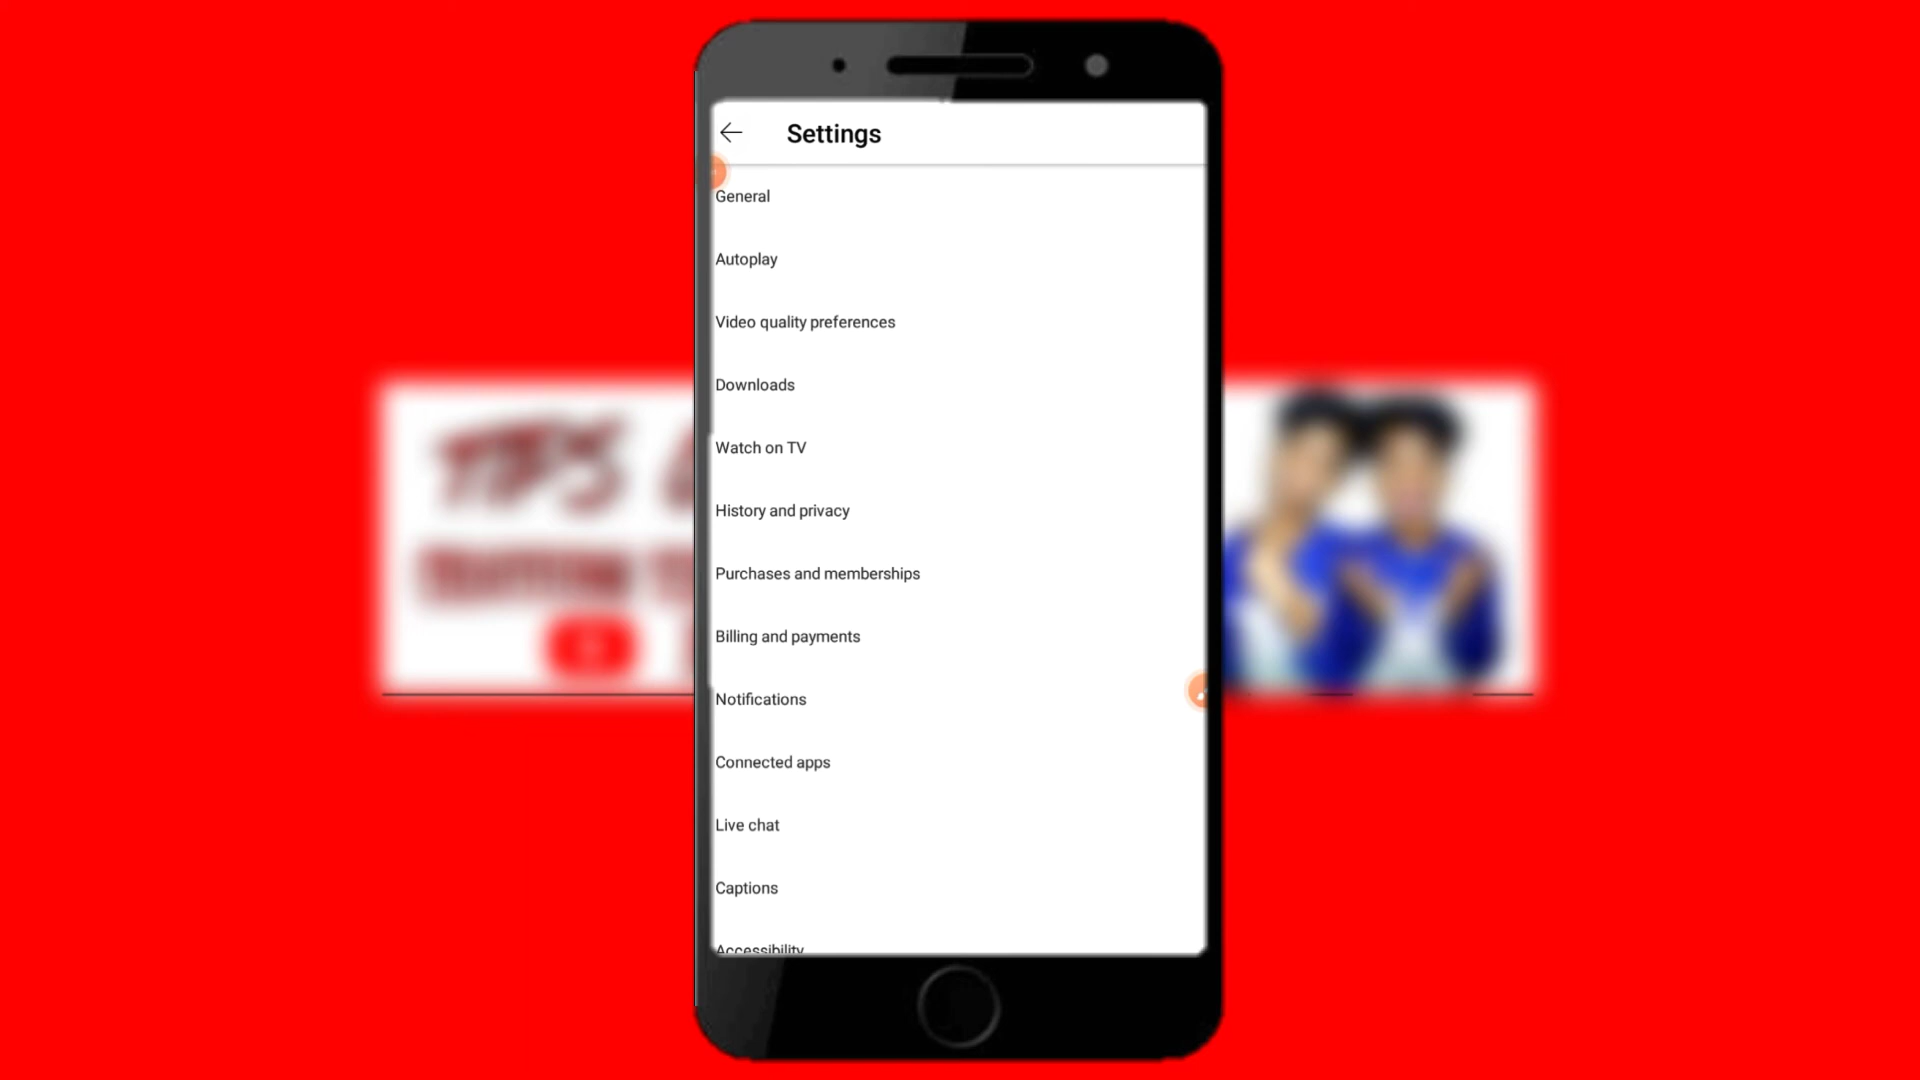 Settings
General
Autoplay
Video quality preferences
Downloads
Watch on TV
History and privacy
Purchases and memberships
Billing and payments
Notifications
Connected apps
Live chat
Captions
Accessibility
TIPS